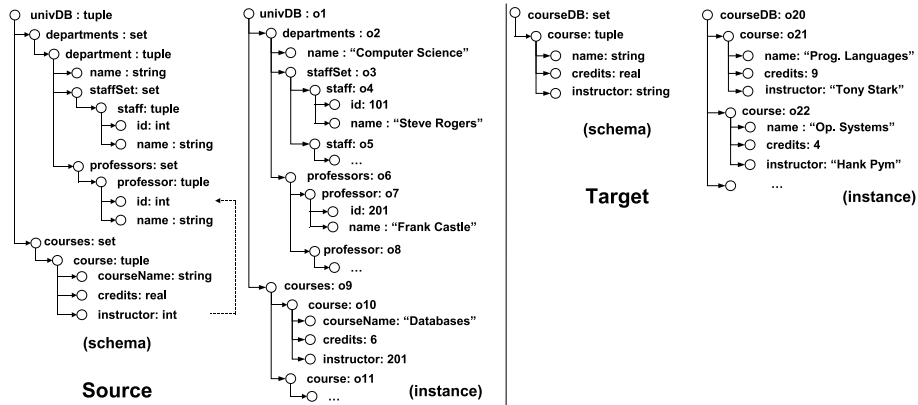 univDB : tuple
departments : set
department : tuple
name : string
staffSet: set
staff: tuple
id: int
name : string
professors: set
professor: tuple
id: int
name : string
courses: set
course: tuple
courseName: string
credits: real
instructor: int
(schema)
Source
univDB : o1
departments : o2
name : “Computer Science”
staffSet : o3
staff: o4
id: 101
name : “Steve Rogers”
staff: o5
...
professors: o6
professor: o7
id: 201
name : “Frank Castle”
professor: o8
...
courses: o9
course: o10
courseName: “Databases”
credits: 6
instructor: 201
course: o11
...
(instance)
courseDB: set
course: tuple
name: string
credits: real
instructor: string
(schema)
Target
courseDB: o20
course: o21
name: “Prog. Languages”
credits: 9
instructor: “Tony Stark”
course: o22
name : “Op. Systems”
credits: 4
instructor: “Hank Pym”
...
(instance)